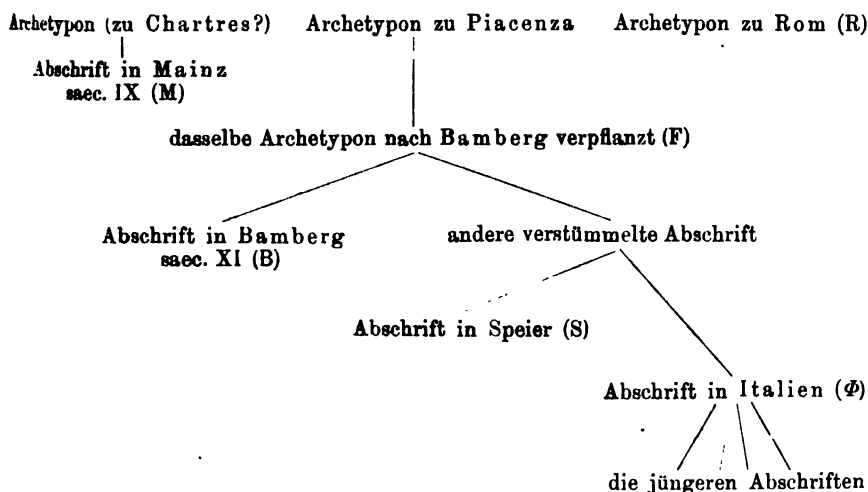 Archetypon (zu Chartres?) Archetypon zu Piacenza Archetypon zu Rom (R)
Abschrift in Mainz
saec. IX (M)
dasselbe Archetypon nach Bamberg verpflanzt (F)
Abschrift in Bamberg andere verstümmelte Abschrift
saec. XI (B)
Abschrift in Speier (S)
Abschrift in Italien (Φ)
die jüngeren Abschriften